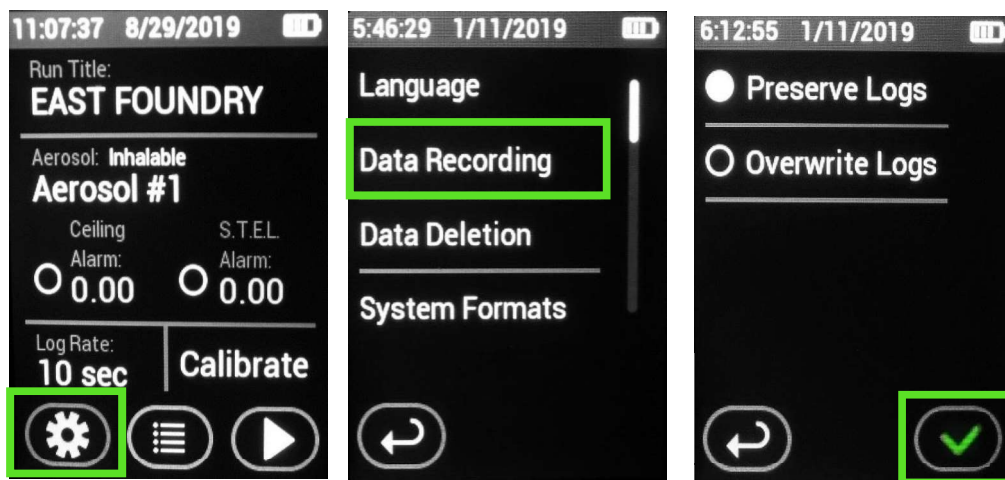 11:07:37 8/29/2019
Run Title:
EAST FOUNDRY
Aerosol: Inhalable
Aerosol #1
Ceiling S.T.E.L.
Alarm: Alarm:
0.00 0.00
Log Rate:
10 sec
Calibrate
5:46:29 1/11/2019
Language
Data Recording
Data Deletion
System Formats
6:12:55 1/11/2019
Preserve Logs
Overwrite Logs